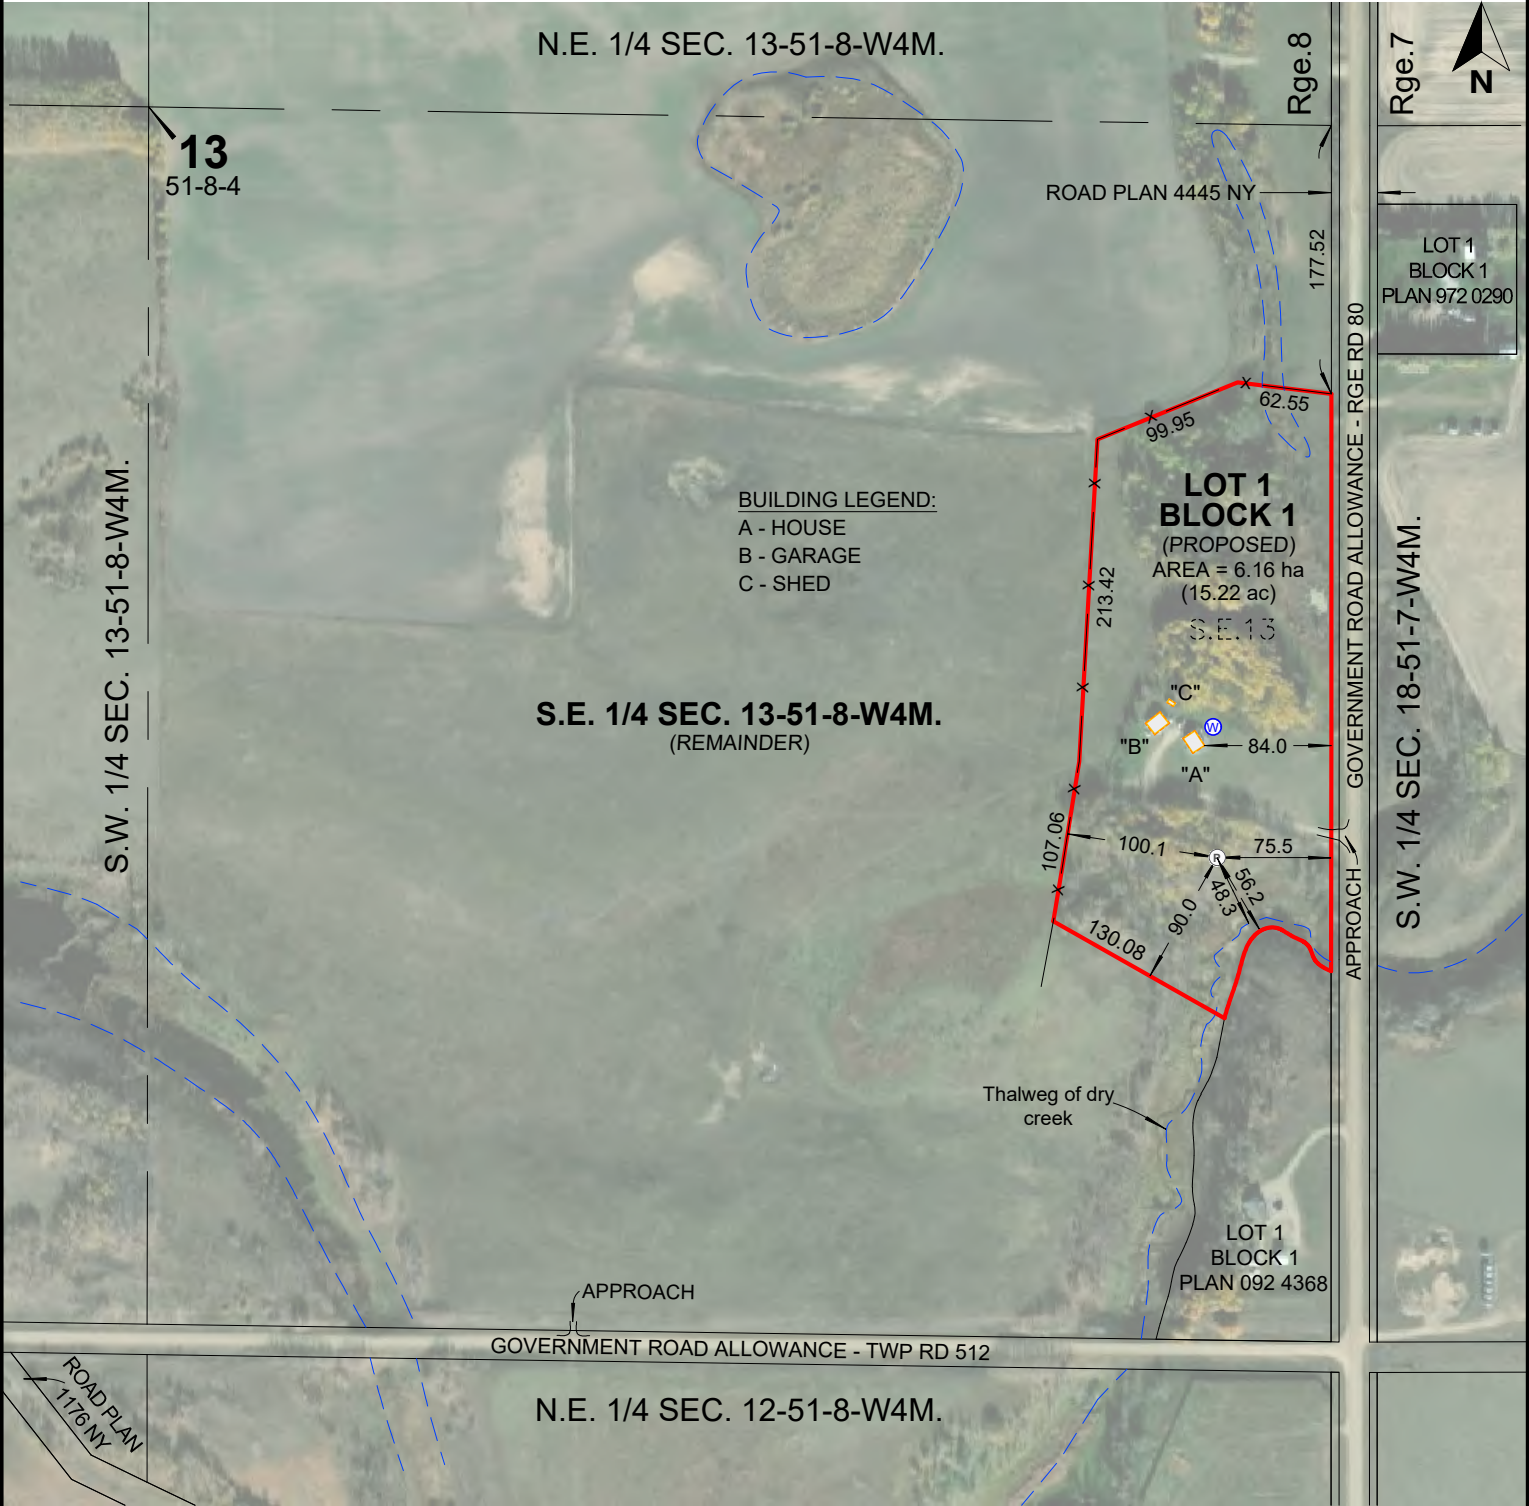 N.E. 1/4 SEC. 13-51-8-W4M.
Rge.8
Rge.7
N
13
51-8-4
ROAD PLAN 4445 NY
177.52
LOT 1
BLOCK 1
PLAN 972 0290
GOVERNMENT ROAD ALLOWANCE - RGE RD 80
62.55
99.95
LOT 1
BLOCK 1
(PROPOSED)
AREA = 6.16 ha
(15.22 ac)
S.E.13
BUILDING LEGEND:
A - HOUSE
B - GARAGE
C - SHED
213.42
S.W. 1/4 SEC. 13-51-8-W4M.
S.W. 1/4 SEC. 18-51-7-W4M.
S.E. 1/4 SEC. 13-51-8-W4M.
(REMAINDER)
"C"
"B"
W
84.0
"A"
107.06
100.1
R
75.5
56.2
48.3
90.0
130.08
APPROACH
Thalweg of dry
creek
LOT 1
BLOCK 1
PLAN 092 4368
APPROACH
GOVERNMENT ROAD ALLOWANCE - TWP RD 512
ROAD PLAN
1176 NY
N.E. 1/4 SEC. 12-51-8-W4M.